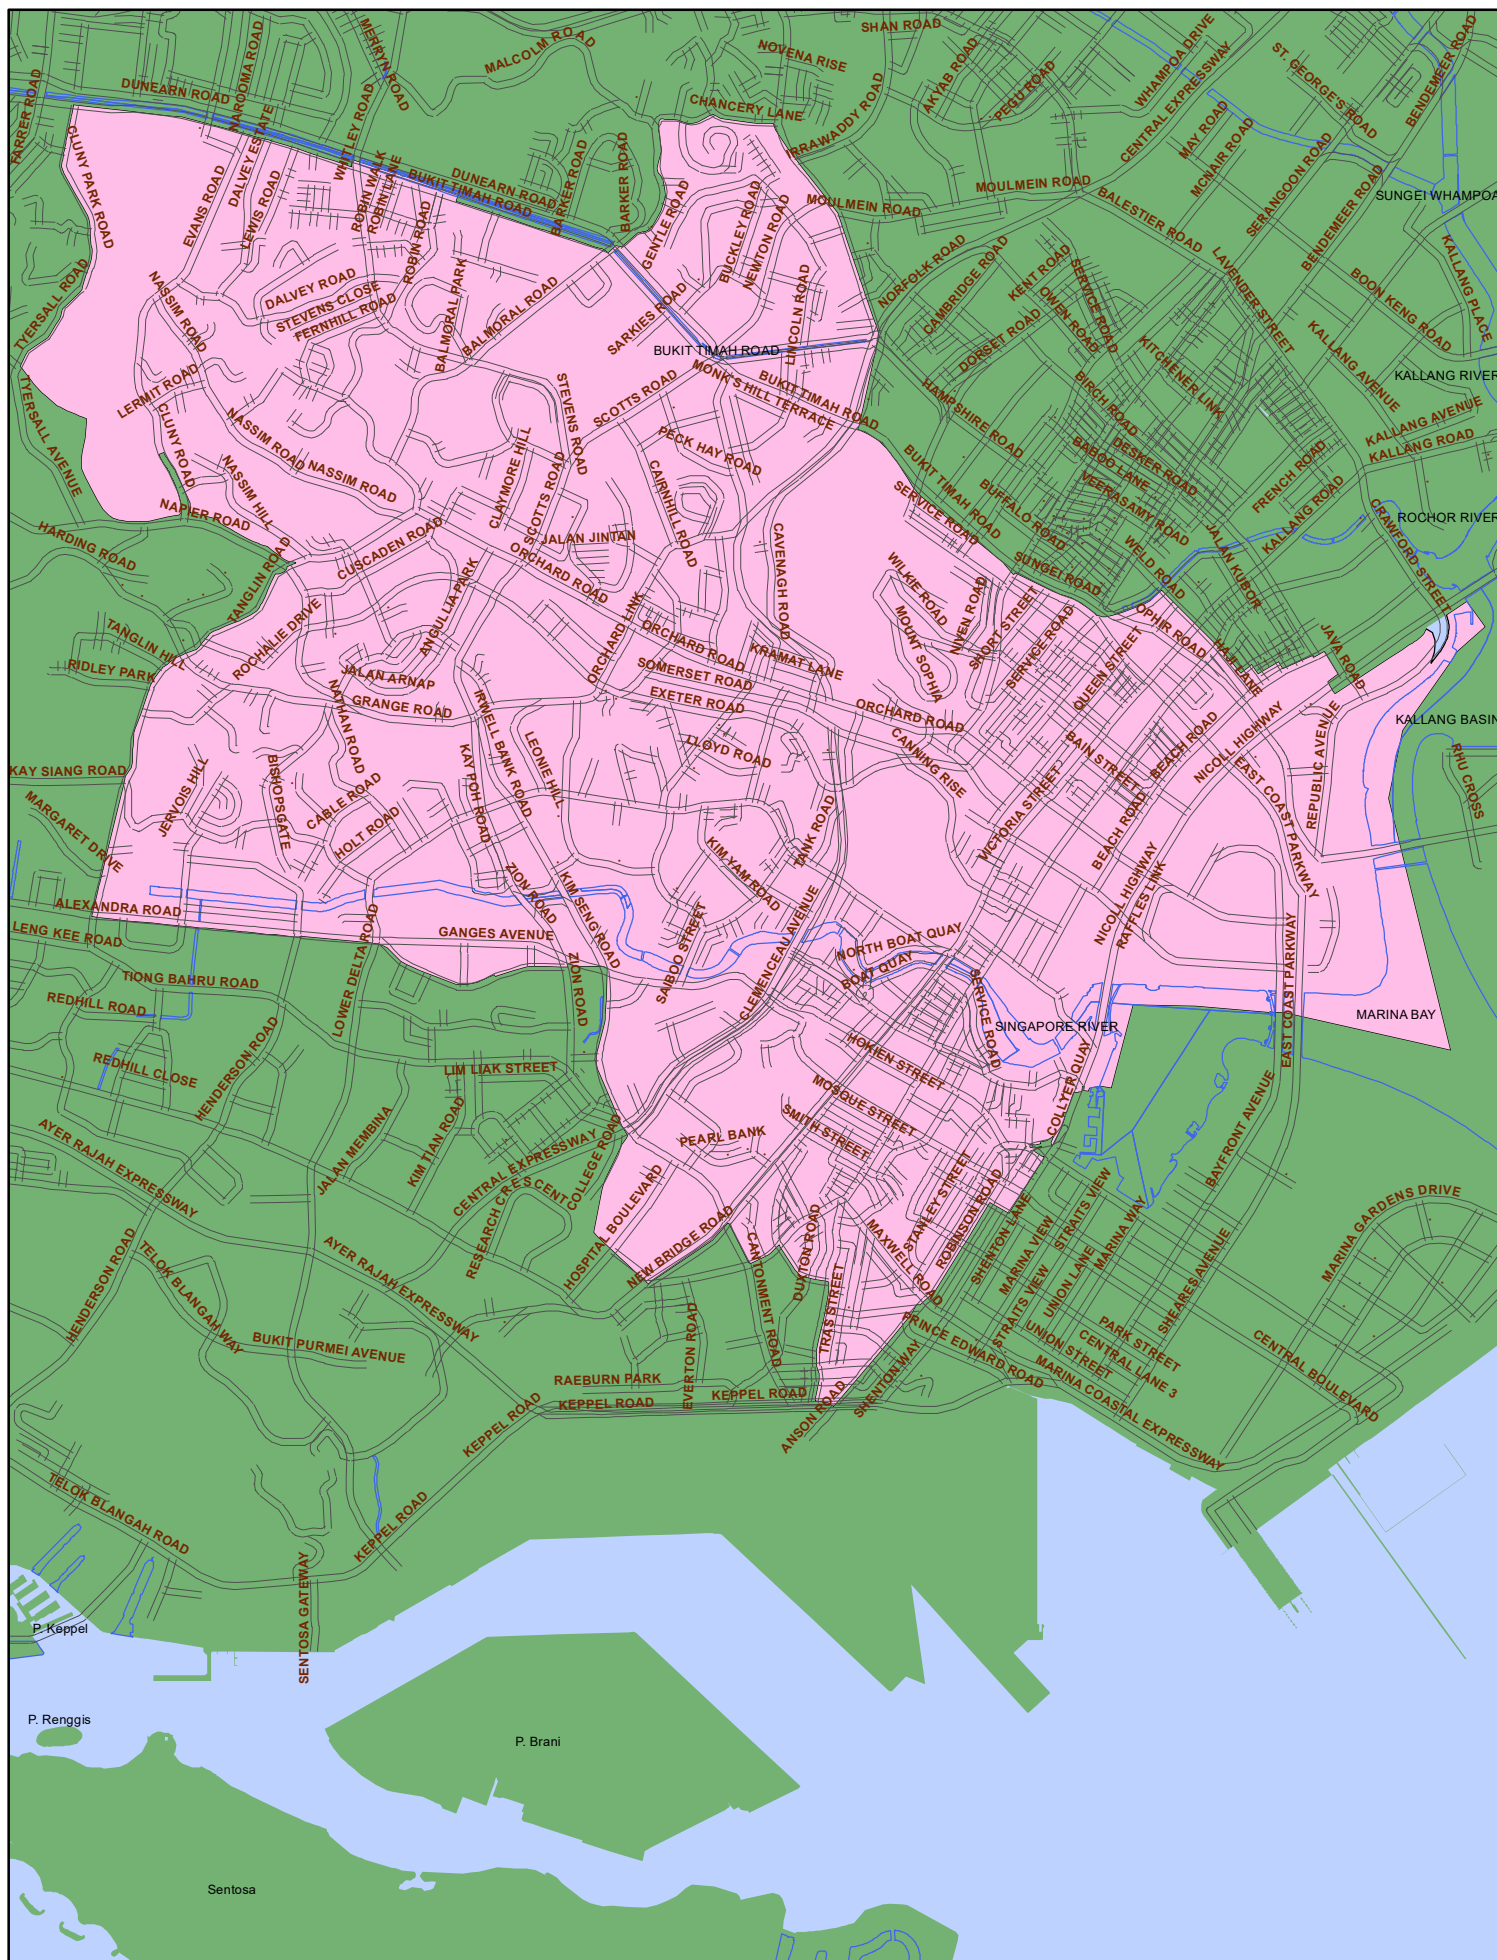 SHAN ROAD
MERRYN ROAD
MALCOLM ROAD
NOVENA RISE
AKYAB ROAD
PEGU ROAD
WHAMPOA DRIVE
CENTRAL EXPRESSWAY
ST. GEORGE'S ROAD
BENDEMEER ROAD
FARRER ROAD
DUNEARN ROAD
NAROOMA ROAD
WHITLEY ROAD
CHANCERY LANE
IRRAWADDY ROAD
MAY ROAD
MCNAIR ROAD
SERANGOON ROAD
BENDEMEER ROAD
SUNGEI WHAMPOA
CLUNY PARK ROAD
EVANS ROAD
DALVEY ESTATE
LEWIS ROAD
ROBIN WALK
ROBIN LANE
ROBIN ROAD
BUKIT TIMAH ROAD
DUNEARN ROAD
BARKER ROAD
BARKER ROAD
GENTLE ROAD
BUCKLEY ROAD
NEWTON ROAD
MOULMEIN ROAD
MOULMEIN ROAD
BALESTIER ROAD
LAVENDER STREET
BOON KENG ROAD
KALLANG PLACE
TYERSALL ROAD
NASSIM ROAD
DALVEY ROAD
STEVENS CLOSE
FERNHILL ROAD
BALMORAL PARK
BALMORAL ROAD
SARKIES ROAD
LINCOLN ROAD
NORFOLK ROAD
CAMBRIDGE ROAD
KENT ROAD
OWEN ROAD
SERVICE ROAD
DORSET ROAD
KITCHENER LINK
KALLANG AVENUE
KALLANG RIVER
BUKIT TIMAH ROAD
TYERSALL AVENUE
LERMIT ROAD
CLUNY ROAD
NASSIM ROAD
NASSIM ROAD
NASSIM HILL
STEVENS ROAD
SCOTTS ROAD
MONK'S HILL TERRACE
BUKIT TIMAH ROAD
PECK HAY ROAD
HAMPSHIRE ROAD
BIRCH ROAD
DESKER ROAD
BABOO LANE
VEERASAMY ROAD
FRENCH ROAD
KALLANG AVENUE
KALLANG ROAD
KALLANG ROAD
CRAWFORD STREET
ROCHOR RIVER
NAPIER ROAD
HARDING ROAD
TANGLIN ROAD
CUSCADEN ROAD
CLAYMORE HILL
SCOTTS ROAD
JALAN JINTAN
ORCHARD ROAD
CAIRNHILL ROAD
CAVENAGH ROAD
BUKIT TIMAH ROAD
SERVICE ROAD
BUFFALO ROAD
SUNGEI ROAD
WELD ROAD
JALAN KUBOR
TANGLIN HILL
RIDLEY PARK
ROCHALIE DRIVE
ANGULLIA PARK
JALAN ARNAP
GRANGE ROAD
NATHAN ROAD
ORCHARD LINK
ORCHARD ROAD
SOMERSET ROAD
EXETER ROAD
KRAMAT LANE
WILKIE ROAD
MOUNT SOPHIA
NIVEN ROAD
SHORT STREET
SERVICE ROAD
QUEEN STREET
OPHIR ROAD
HAJI LANE
JAVA ROAD
KALLANG BASIN
ORCHARD ROAD
CANNING RISE
LLOYD ROAD
IRWELL BANK ROAD
LEONIE HILL
KAY POH ROAD
BAIN STREET
BEACH ROAD
NICOLL HIGHWAY
EAST COAST PARKWAY
REPUBLIC AVENUE
RHU CROSS
KAY SIANG ROAD
MARGARET DRIVE
JERVOIS HILL
BISHOPSGATE
CABLE ROAD
HOLT ROAD
TANK ROAD
KIM YAM ROAD
VICTORIA STREET
BEACH ROAD
NICOLL HIGHWAY
RAFFLES LINK
ALEXANDRA ROAD
LENG KEE ROAD
ZION ROAD
KIM SENG ROAD
GANGES AVENUE
LOWER DELTA ROAD
SAIBOO STREET
CLEMENCEAU AVENUE
NORTH BOAT QUAY
BOAT QUAY
SERVICE ROAD
EAST COAST PARKWAY
TIONG BAHRU ROAD
REDHILL ROAD
ZION ROAD
SINGAPORE RIVER
MARINA BAY
REDHILL CLOSE
HENDERSON ROAD
LIM LIAK STREET
HOKIEN STREET
MOSQUE STREET
SMITH STREET
COLLYER QUAY
AYER RAJAH EXPRESSWAY
JALAN MEMBINA
KIM TIAN ROAD
CENTRAL EXPRESSWAY
COLLEGE ROAD
PEARL BANK
BAYFRONT AVENUE
RESEARCH CRES CENT
HOSPITAL BOULEVARD
NEW BRIDGE ROAD
CANTONMENT ROAD
DUXTON ROAD
TRAS STREET
MAXWELL ROAD
STANLEY STREET
ROBINSON ROAD
SHENTON LANE
MARINA VIEW
STRAITS VIEW
MARINA WAY
UNION LANE
STRAITS VIEW
SHEARES AVENUE
MARINA GARDENS DRIVE
HENDERSON ROAD
TELOK BLANGAH WAY
AYER RAJAH EXPRESSWAY
BUKIT PURMEI AVENUE
EVERTON ROAD
RAEBURN PARK
KEPPEL ROAD
KEPPEL ROAD
KEPPEL ROAD
ANSON ROAD
SHENTON WAY
PRINCE EDWARD ROAD
PARK STREET
CENTRAL LANE 3
UNION STREET
MARINA COASTAL EXPRESSWAY
CENTRAL BOULEVARD
TELOK BLANGAH ROAD
KEPPEL ROAD
SENTOSA GATEWAY
P. Keppel
P. Renggis
P. Brani
Sentosa